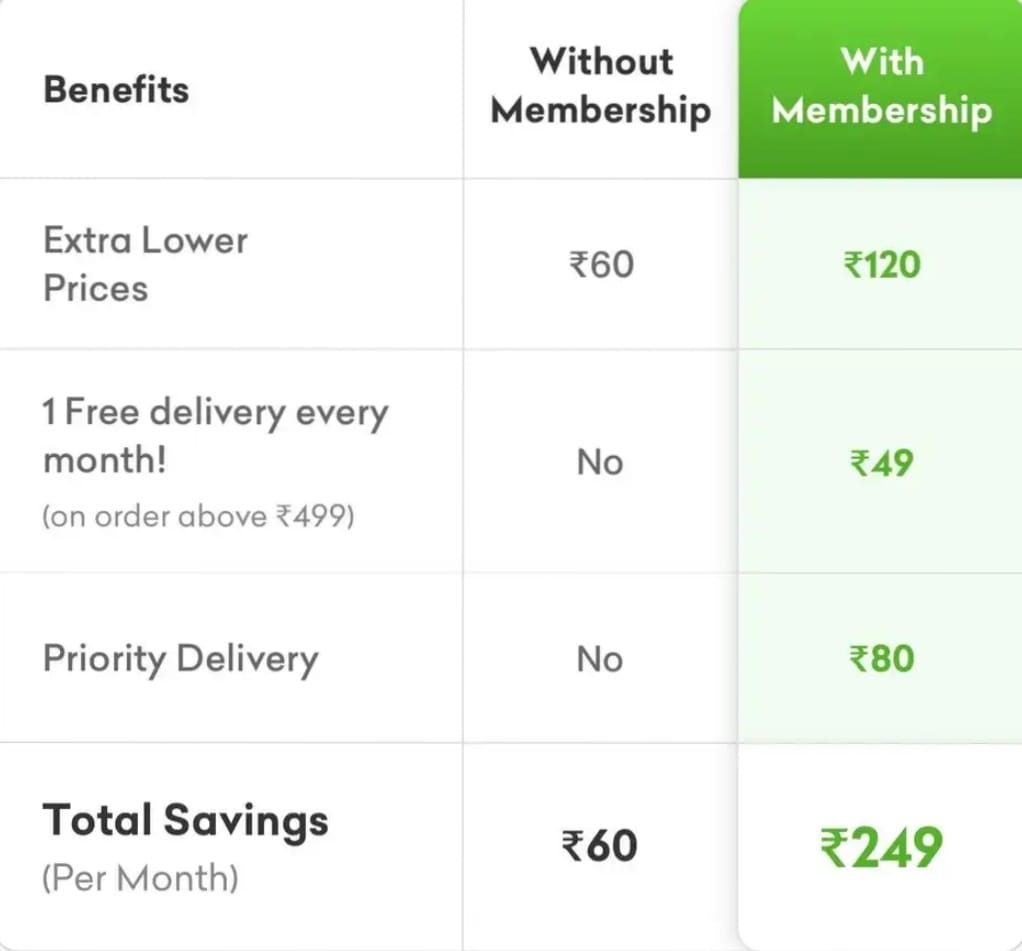 Benefits
Without
Membership
With
Membership
Extra Lower
Prices
₹60
₹120
1 Free delivery every
month!
(on order above ₹499)
No
₹49
Priority Delivery
No
₹80
Total Savings
(Per Month)
₹60
₹249